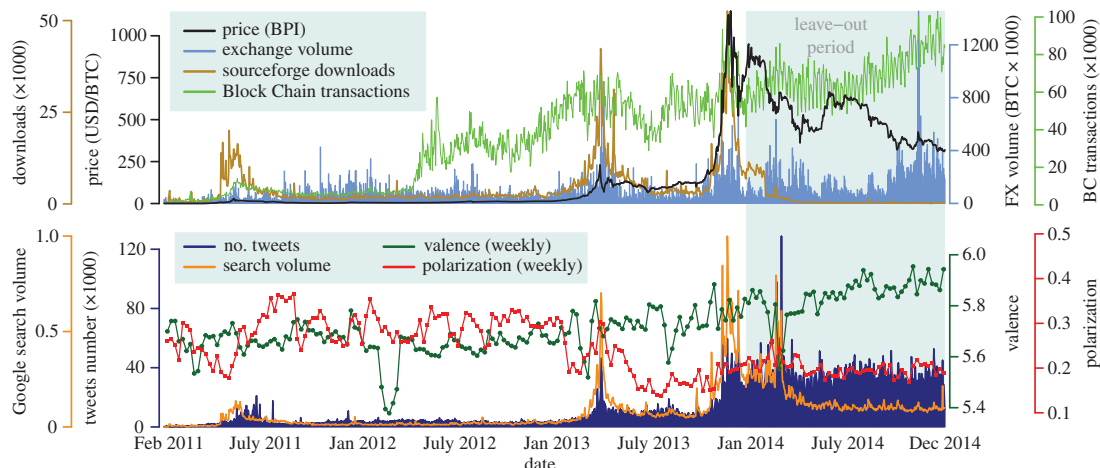 50
25
0
downloads (×1000)
1000
750
500
250
0
price (USD/BTC)
price (BPI)
exchange volume
sourceforge downloads
Block Chain transactions
leave-out
period
1200
800
400
0
FX volume (BTC × 1000)
100
80
60
40
20
0
BC transactions (×1000)
1.0
0.5
0
Google search volume
120
80
40
0
tweets number (×1000)
no. tweets
search volume
valence (weekly)
polarization (weekly)
6.0
5.8
5.6
5.4
valence
0.5
0.4
0.3
0.2
0.1
polarization
Feb 2011
July 2011
Jan 2012
July 2012
Jan 2013
July 2013
Jan 2014
July 2014
Dec 2014
date